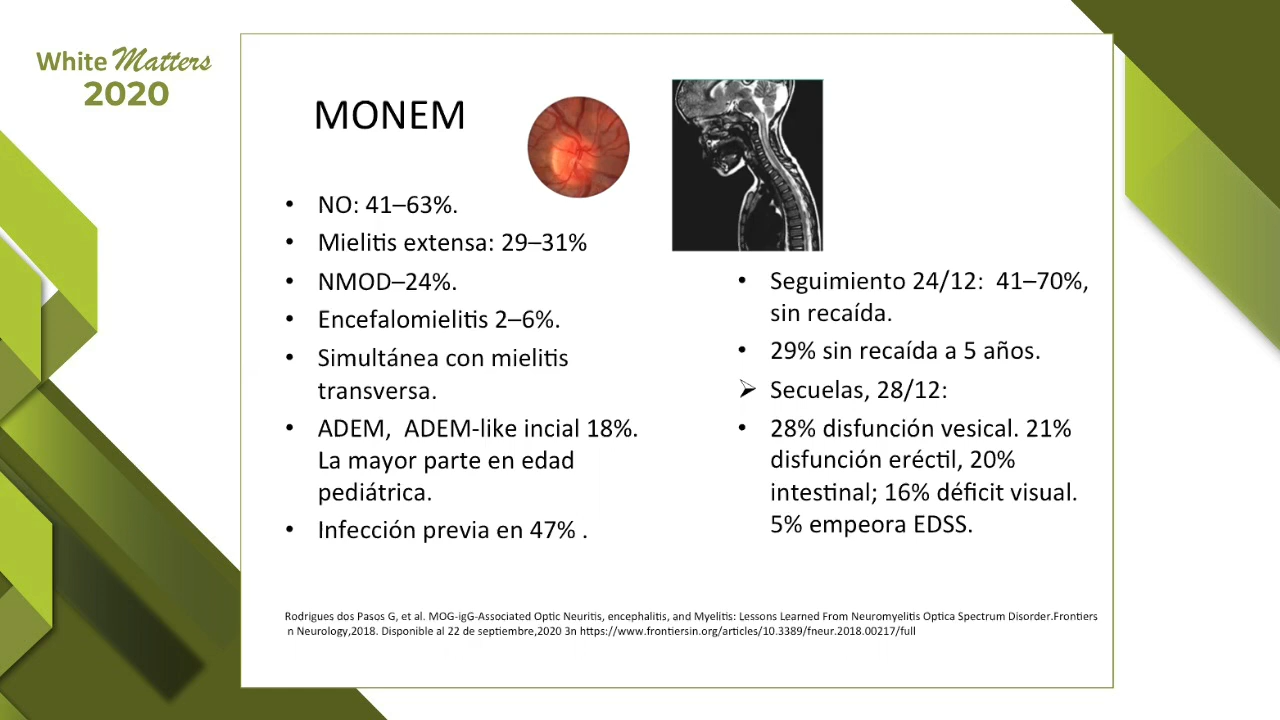 White Matters
2020
MONEM
• NO: 41–63%.
• Mielitis extensa: 29–31%
• NMOD–24%.
• Encefalomielitis 2–6%.
• Simultánea con mielitis
transversa.
• ADEM, ADEM-like incial 18%.
La mayor parte en edad
pediátrica.
• Infección previa en 47% .
• Seguimiento 24/12: 41–70%,
sin recaída.
• 29% sin recaída a 5 años.
➢ Secuelas, 28/12:
• 28% disfunción vesical. 21%
disfunción eréctil, 20%
intestinal; 16% déficit visual.
5% empeora EDSS.
Rodrigues dos Pasos G, et al. MOG-igG-Associated Optic Neuritis, encephalitis, and Myelitis: Lessons Learned From Neuromyelitis Optica Spectrum Disorder.Frontiers
n Neurology,2018. Disponible al 22 de septiembre,2020 3n https://www.frontiersin.org/articles/10.3389/fneur.2018.00217/full